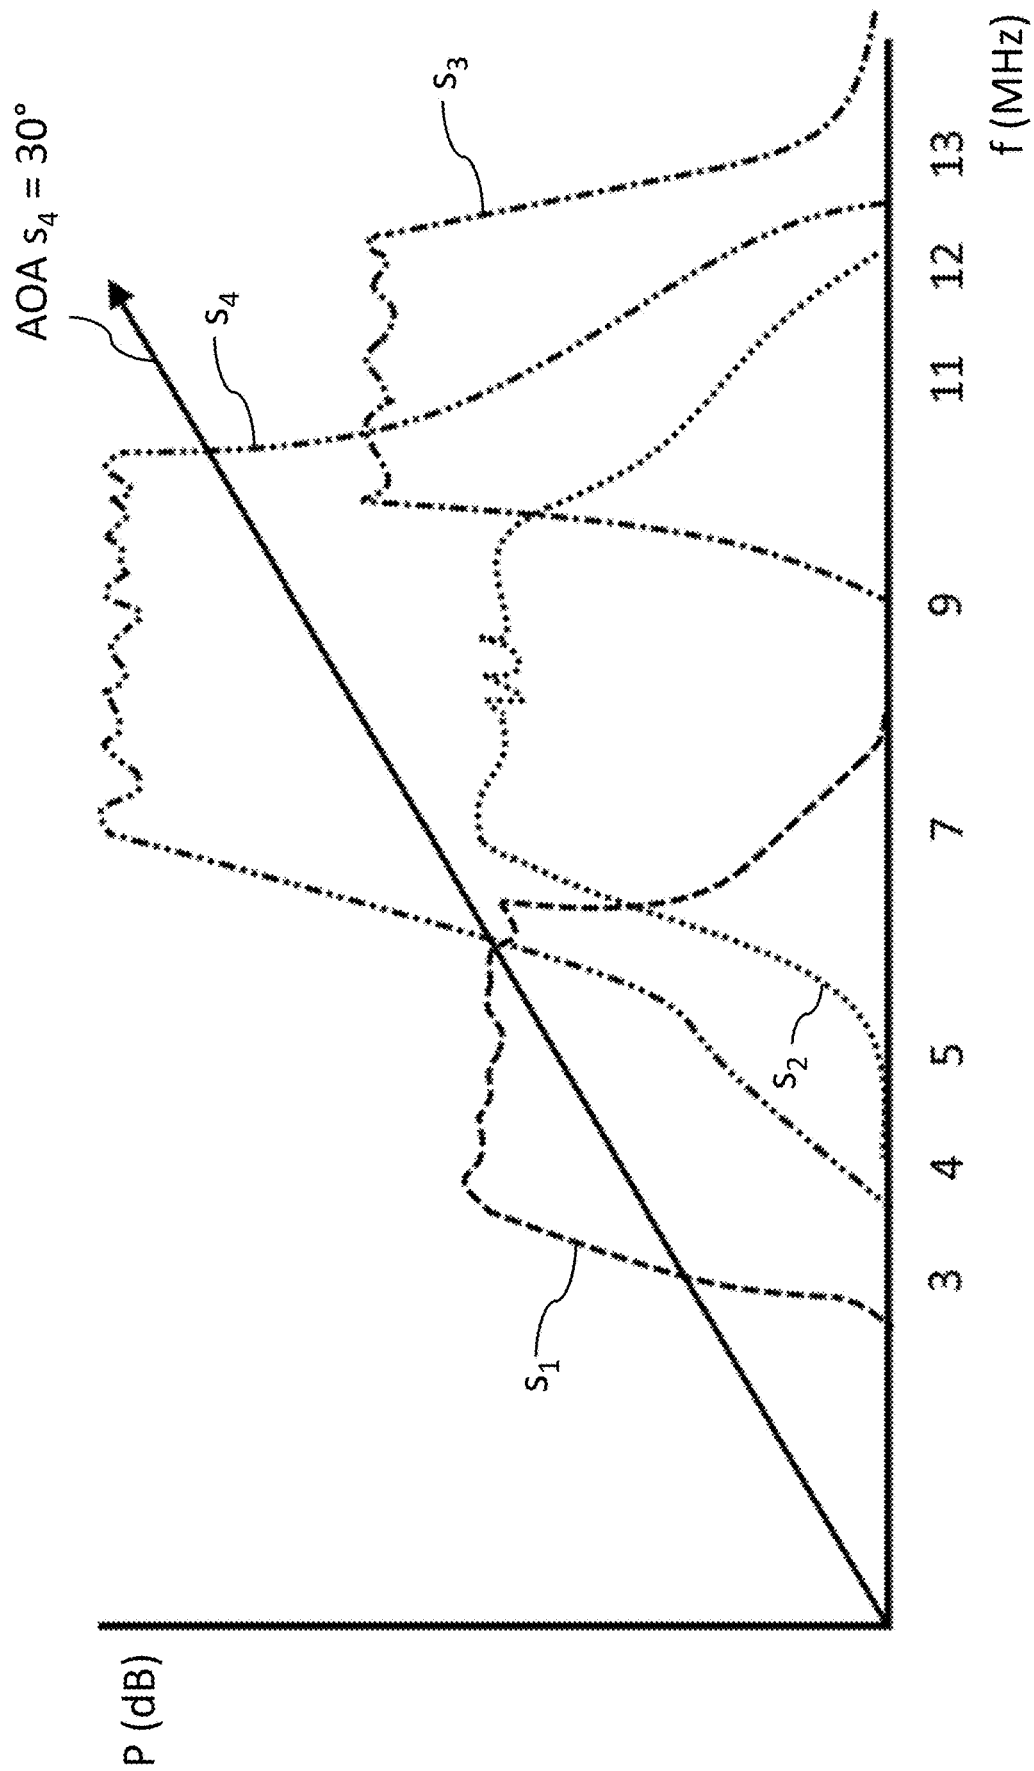 P (dB)
AOA s₄ = 30°
s₄
s₃
s₁
s₂
3 4 5 7 9 11 12 13
f (MHz)